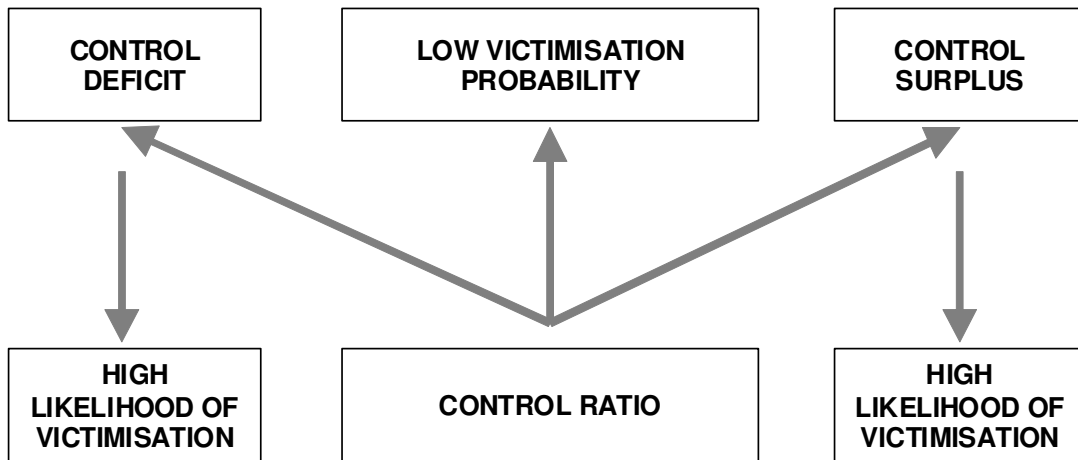 CONTROL
DEFICIT
LOW VICTIMISATION
PROBABILITY
CONTROL
SURPLUS
HIGH
LIKELIHOOD OF
VICTIMISATION
CONTROL RATIO
HIGH
LIKELIHOOD OF
VICTIMISATION